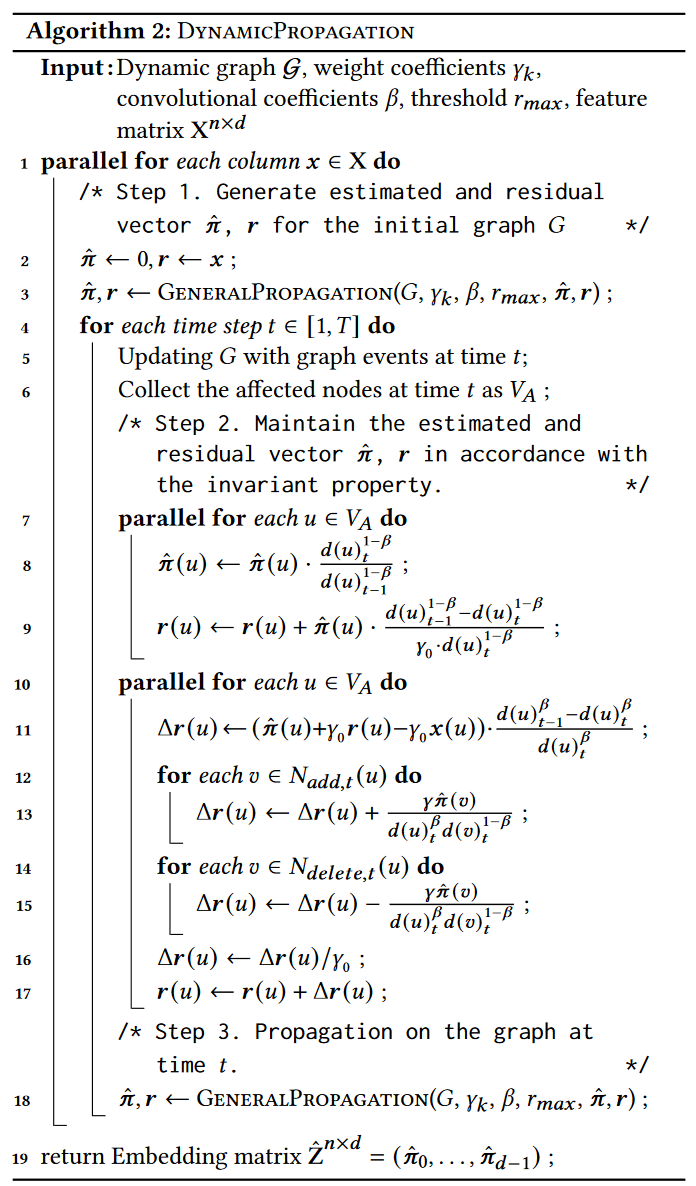 Algorithm 2: DYNAMICPROPAGATION
Input: Dynamic graph 𝒢, weight coefficients γ_k,
convolutional coefficients β, threshold r_max, feature
matrix X^{n×d}
1 parallel for each column x ∈ X do
/* Step 1. Generate estimated and residual
vector π̂, r for the initial graph G */
2 π̂ ← 0, r ← x ;
3 π̂, r ← GENERALPROPAGATION(G, γ_k, β, r_max, π̂, r) ;
4 for each time step t ∈ [1, T] do
5 Updating G with graph events at time t;
6 Collect the affected nodes at time t as V_A ;
/* Step 2. Maintain the estimated and
residual vector π̂, r in accordance with
the invariant property. */
7 parallel for each u ∈ V_A do
8 π̂(u) ← π̂(u) · \frac{d(u)_t^{1−β}}{d(u)_{t−1}^{1−β}} ;
9 r(u) ← r(u) + π̂(u) · \frac{d(u)_{t−1}^{1−β}−d(u)_t^{1−β}}{γ_0·d(u)_t^{1−β}} ;
10 parallel for each u ∈ V_A do
11 Δr(u) ← (π̂(u)+γ_0r(u)−γ_0x(u))·\frac{d(u)_{t−1}^β−d(u)_t^β}{d(u)_t^β} ;
12 for each v ∈ N_{add,t}(u) do
13 Δr(u) ← Δr(u) + \frac{γπ̂(v)}{d(u)_t^β d(v)_t^{1−β}} ;
14 for each v ∈ N_{delete,t}(u) do
15 Δr(u) ← Δr(u) − \frac{γπ̂(v)}{d(u)_t^β d(v)_t^{1−β}} ;
16 Δr(u) ← Δr(u)/γ_0 ;
17 r(u) ← r(u) + Δr(u) ;
/* Step 3. Propagation on the graph at
time t. */
18 π̂, r ← GENERALPROPAGATION(G, γ_k, β, r_max, π̂, r) ;
19 return Embedding matrix Ẑ^{n×d} = (π̂_0, . . . , π̂_{d−1}) ;